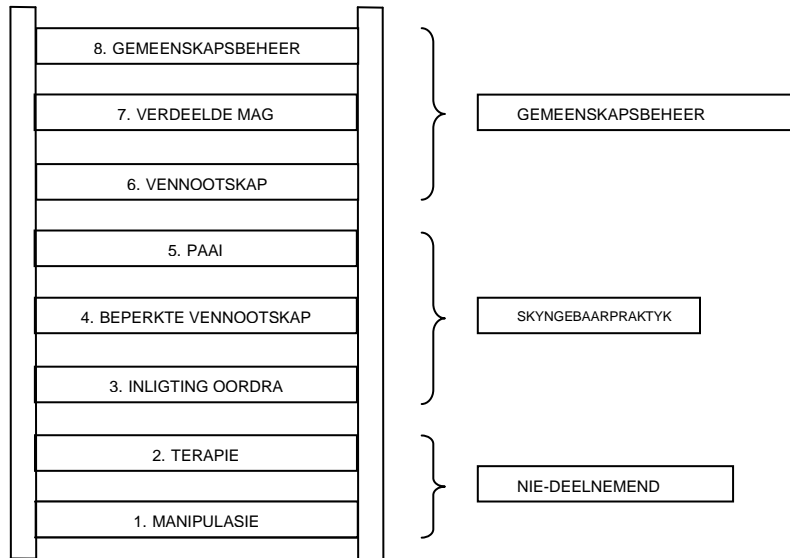 8. GEMEENSKAPSBEHEER
7. VERDEELDE MAG
GEMEENSKAPSBEHEER
6. VENNOOTSKAP
5. PAAI
4. BEPERKTE VENNOOTSKAP
SKYNGEBAARPRAKTYK
3. INLIGTING OORDRA
2. TERAPIE
NIE-DEELNEMEND
1. MANIPULASIE